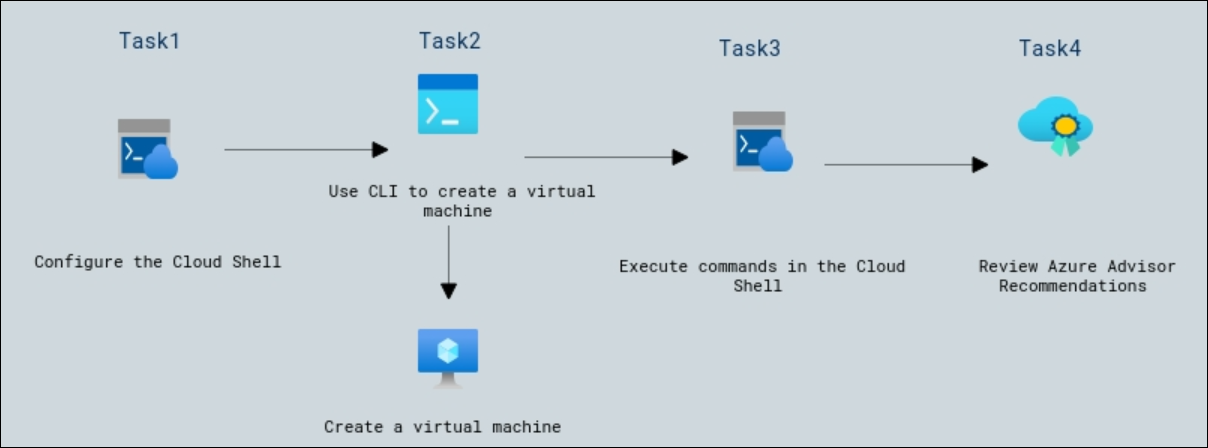 Task1
Task2
Task3
Task4
Use CLI to create a virtual
machine
Configure the Cloud Shell
Execute commands in the Cloud
Shell
Review Azure Advisor
Recommendations
Create a virtual machine